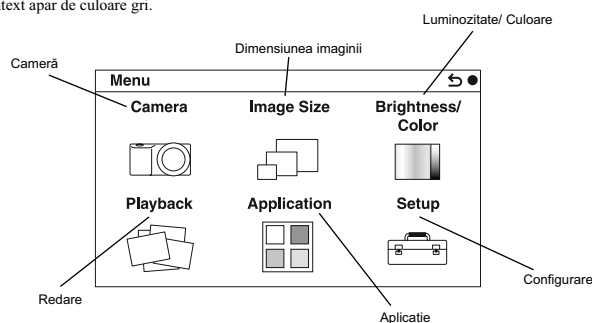 text apar de culoare gri.
Luminozitate/ Culoare
Dimensiunea imaginii
Cameră
Menu
Camera
Image Size
Brightness/
Color
Playback
Application
Setup
Configurare
Redare
Aplicație